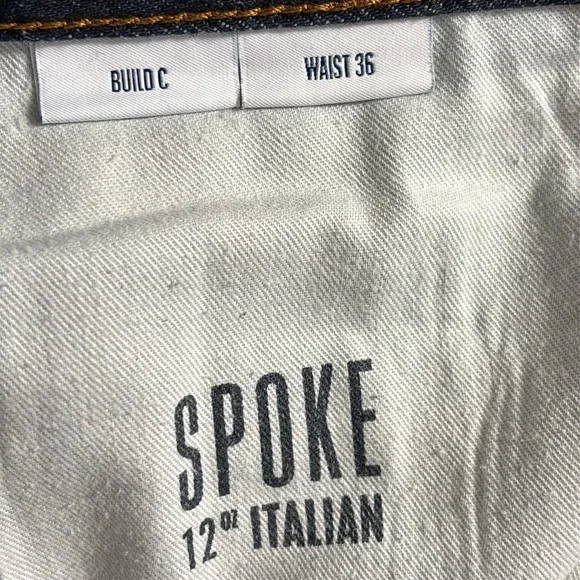 BUILD C
WAIST 36
SPOKE
12oz ITALIAN